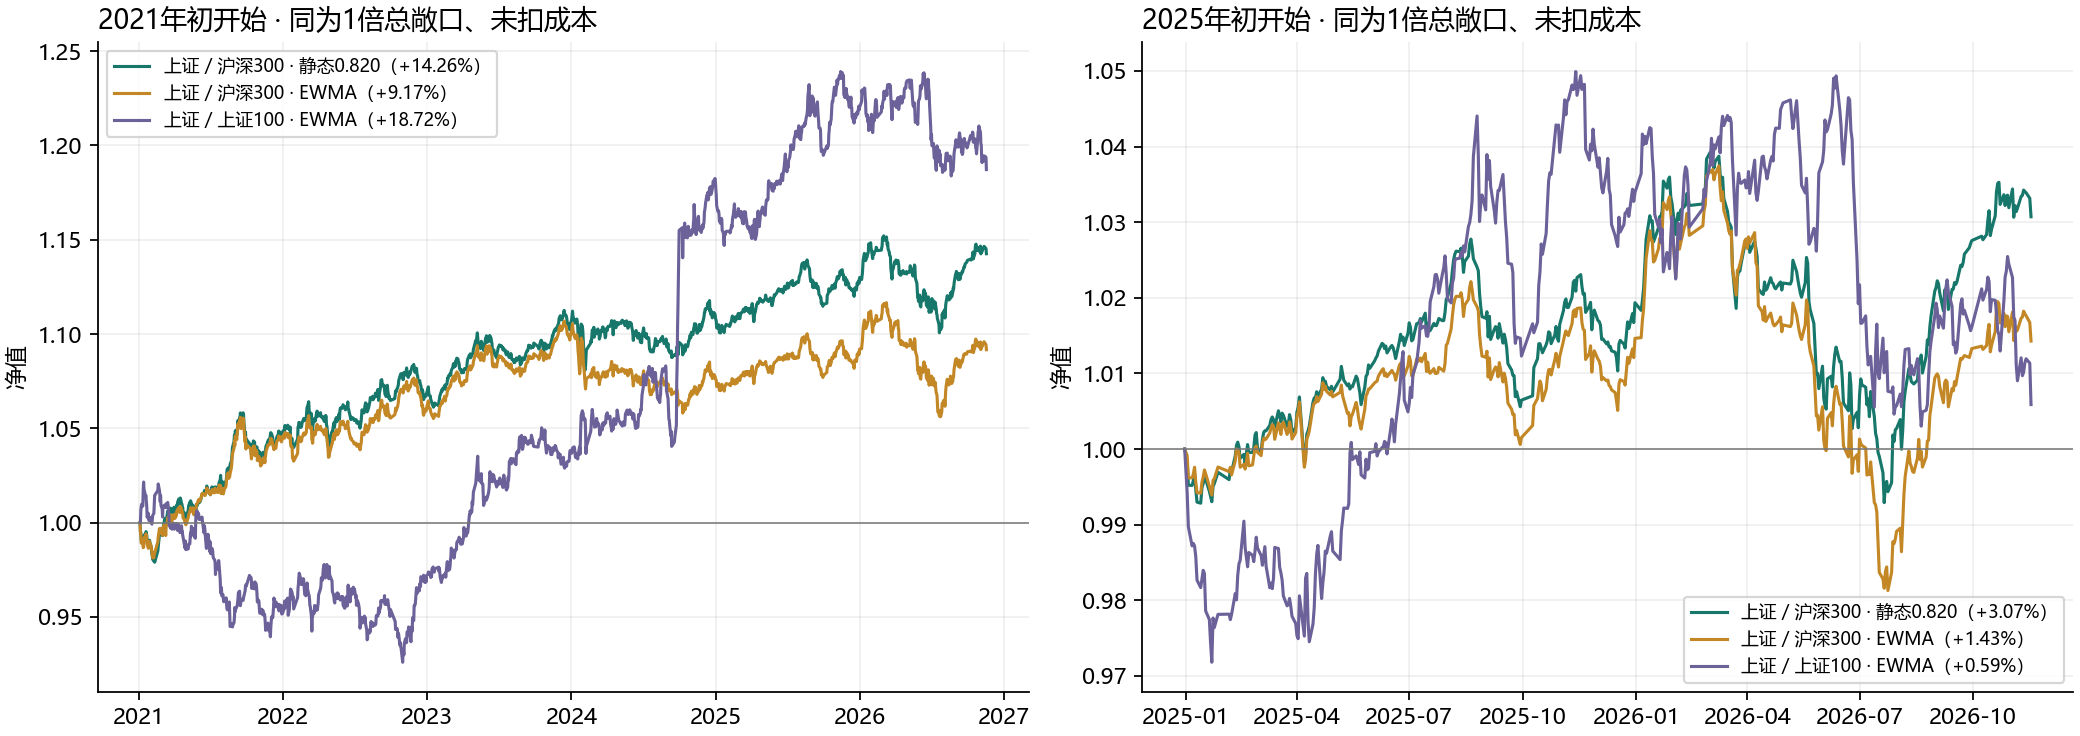 2021年初开始 · 同为1倍总敞口、未扣成本
净值
1.25
1.20
1.15
1.10
1.05
1.00
0.95
上证 / 沪深300 · 静态0.820（+14.26%）
上证 / 沪深300 · EWMA（+9.17%）
上证 / 上证100 · EWMA（+18.72%）
2021 2022 2023 2024 2025 2026 2027
2025年初开始 · 同为1倍总敞口、未扣成本
净值
1.05
1.04
1.03
1.02
1.01
1.00
0.99
0.98
0.97
上证 / 沪深300 · 静态0.820（+3.07%）
上证 / 沪深300 · EWMA（+1.43%）
上证 / 上证100 · EWMA（+0.59%）
2025-01 2025-04 2025-07 2025-10 2026-01 2026-04 2026-07 2026-10